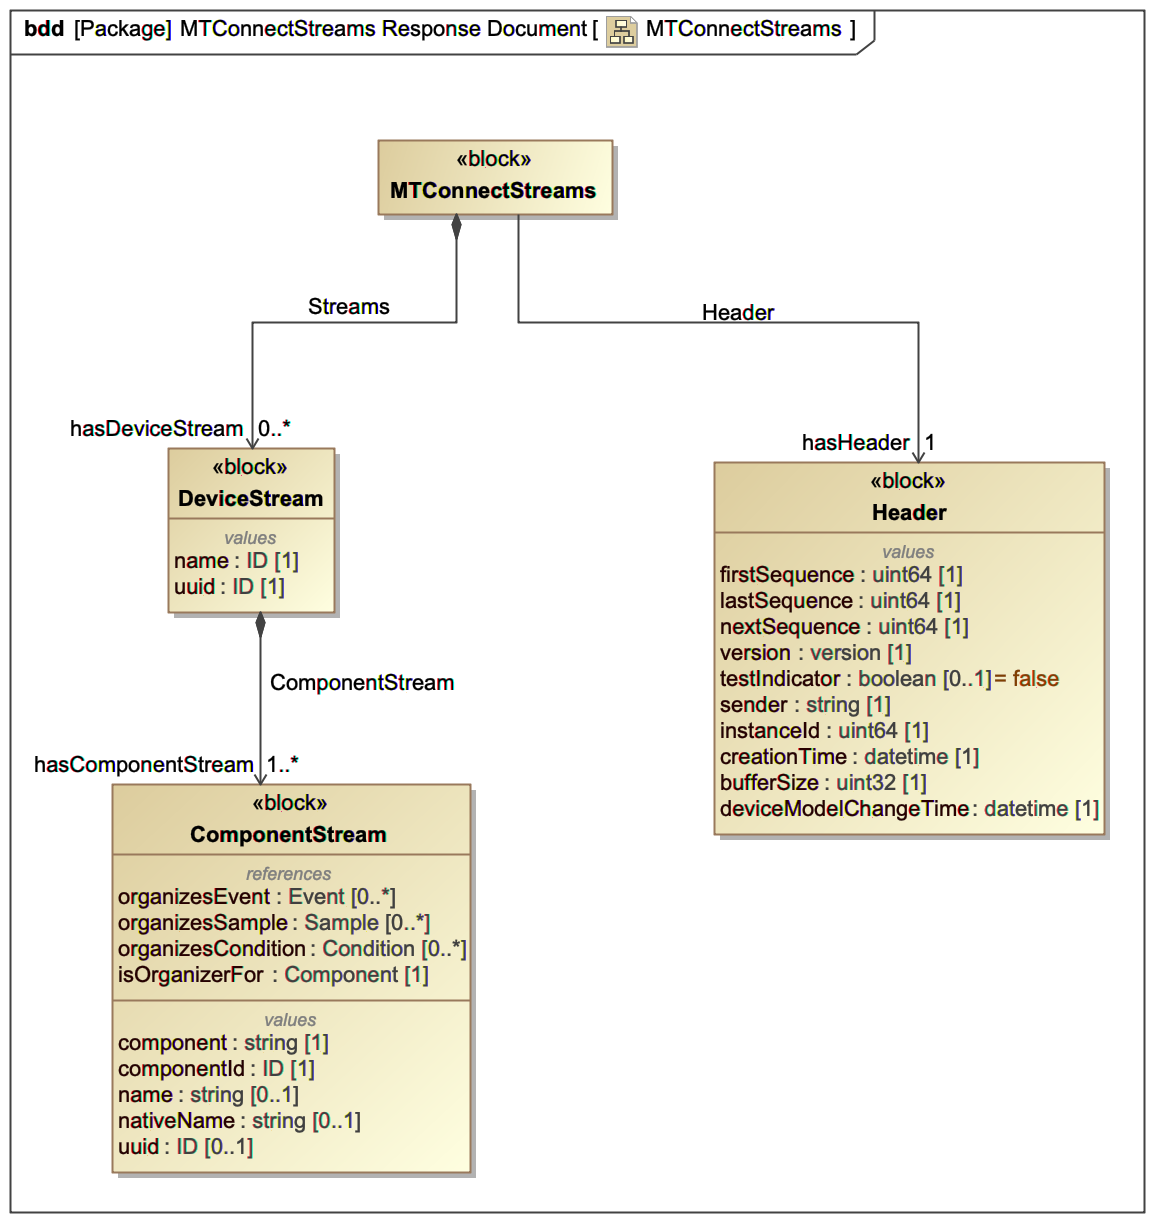 bdd [Package] MTConnectStreams Response Document [ MTConnectStreams ]
«block»
MTConnectStreams
Streams
Header
hasDeviceStream 0..*
«block»
DeviceStream
values
name : ID [1]
uuid : ID [1]
hasHeader 1
«block»
Header
values
firstSequence : uint64 [1]
lastSequence : uint64 [1]
nextSequence : uint64 [1]
version : version [1]
testIndicator : boolean [0..1]= false
sender : string [1]
instanceId : uint64 [1]
creationTime : datetime [1]
bufferSize : uint32 [1]
deviceModelChangeTime : datetime [1]
ComponentStream
hasComponentStream 1..*
«block»
ComponentStream
references
organizesEvent : Event [0..*]
organizesSample : Sample [0..*]
organizesCondition : Condition [0..*]
isOrganizerFor : Component [1]
values
component : string [1]
componentId : ID [1]
name : string [0..1]
nativeName : string [0..1]
uuid : ID [0..1]